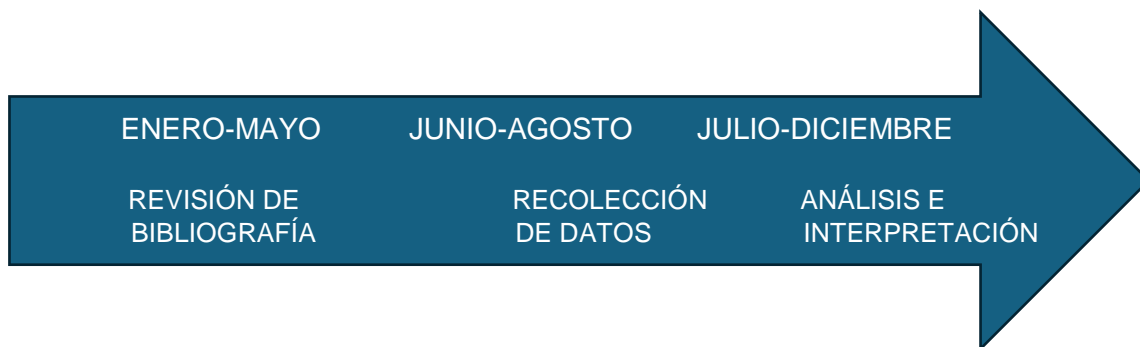 ENERO-MAYO JUNIO-AGOSTO JULIO-DICIEMBRE
REVISIÓN DE RECOLECCIÓN ANÁLISIS E
BIBLIOGRAFÍA DE DATOS INTERPRETACIÓN